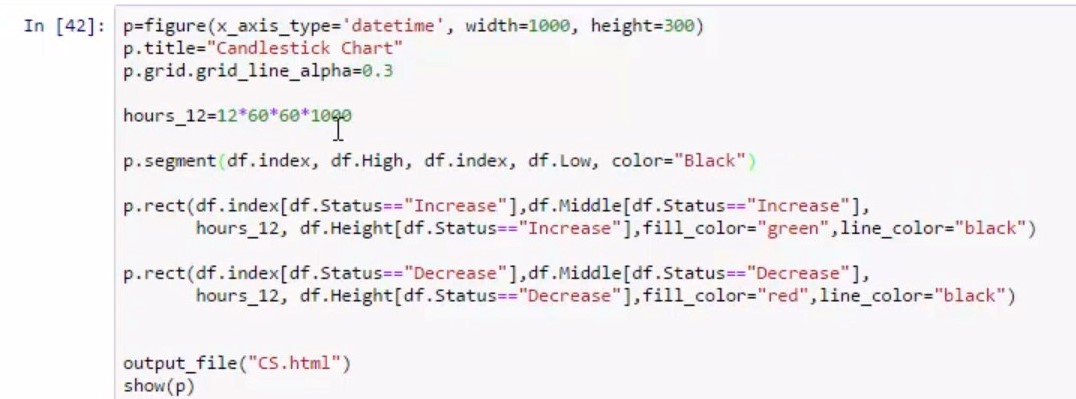 In [42]: p=figure(x_axis_type='datetime', width=1000, height=300)
p.title="Candlestick Chart"
p.grid.grid_line_alpha=0.3
hours_12=12*60*60*1000
p.segment(df.index, df.High, df.index, df.Low, color="Black")
p.rect(df.index[df.Status=="Increase"],df.Middle[df.Status=="Increase"],
hours_12, df.Height[df.Status=="Increase"],fill_color="green",line_color="black")
p.rect(df.index[df.Status=="Decrease"],df.Middle[df.Status=="Decrease"],
hours_12, df.Height[df.Status=="Decrease"],fill_color="red",line_color="black")
output_file("CS.html")
show(p)